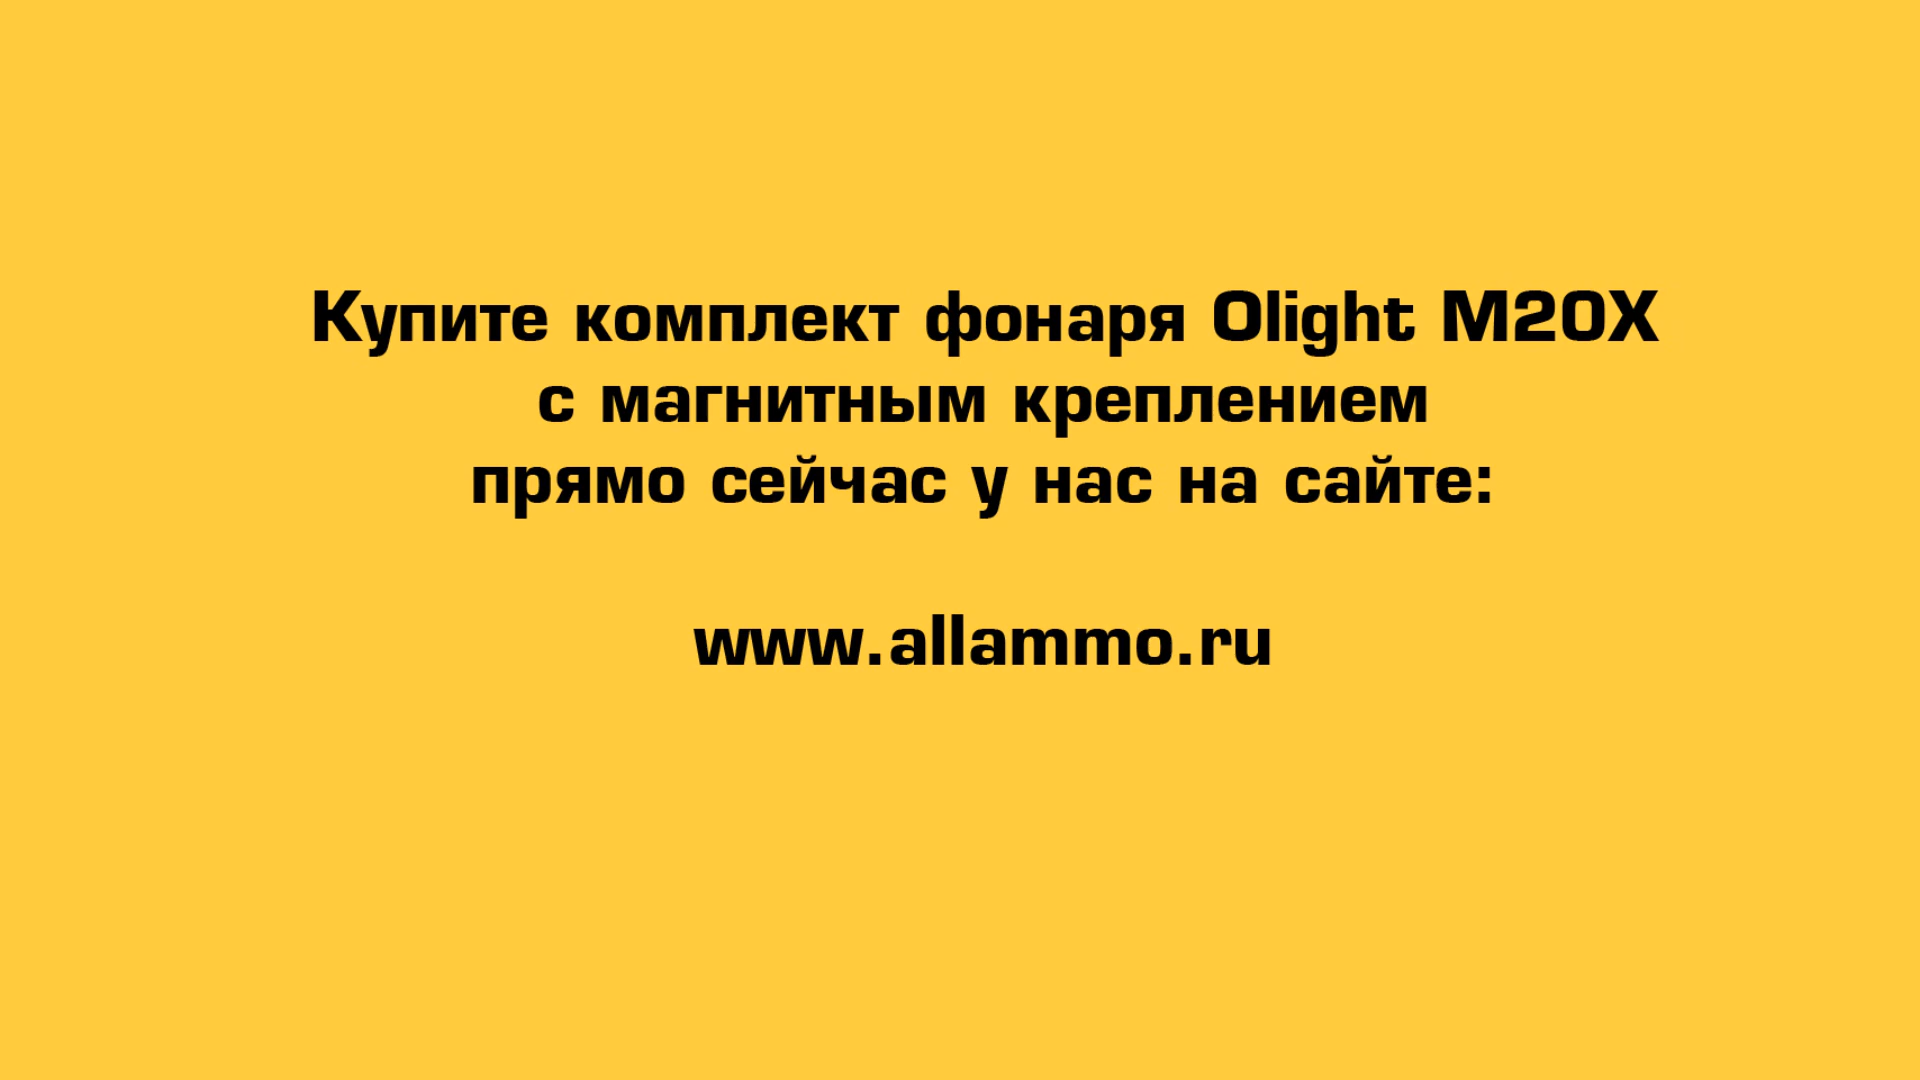 Купите комплект фонаря Olight M20X
с магнитным креплением
прямо сейчас у нас на сайте:
www.allammo.ru